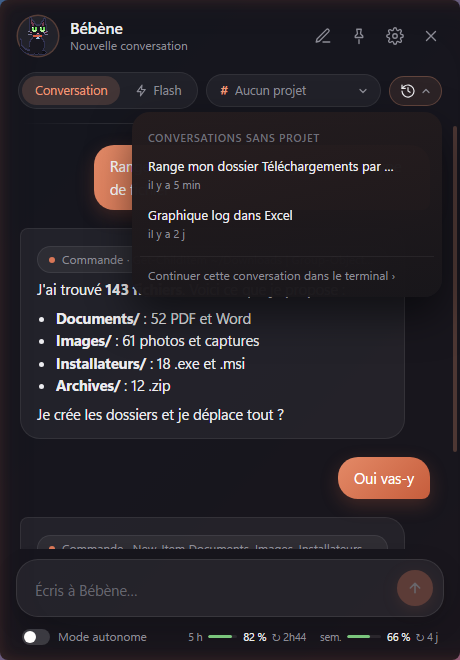 Bébène
Nouvelle conversation
Conversation
Flash
# Aucun projet
CONVERSATIONS SANS PROJET
Range mon dossier Téléchargements par ...
il y a 5 min
Graphique log dans Excel
il y a 2 j
Continuer cette conversation dans le terminal ›
Ran
de f
Commande ·
J'ai trouvé 143
• Documents/ : 52 PDF et Word
• Images/ : 61 photos et captures
• Installateurs/ : 18 .exe et .msi
• Archives/ : 12 .zip
Je crée les dossiers et je déplace tout ?
Oui vas-y
Commande · New-Item Documents, Images, Installateurs
Écris à Bébène...
Mode autonome
5 h 82 % ↻ 2h44 sem. 66 % ↻ 4 j